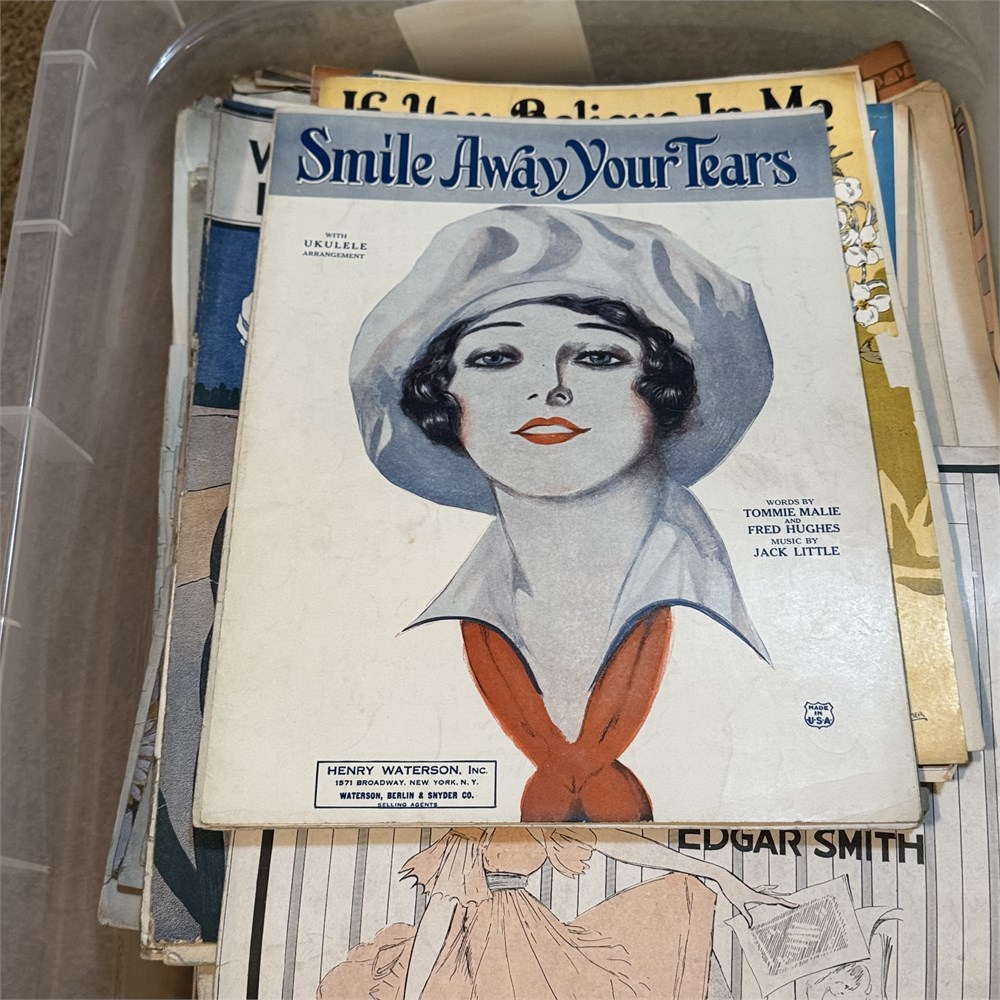 If You Believe In Me
Smile Away Your Tears
WITH
UKULELE
ARRANGEMENT
WORDS BY
TOMMIE MALIE
AND
FRED HUGHES
MUSIC BY
JACK LITTLE
MADE
IN
U·S·A
HENRY WATERSON, INC.
1571 BROADWAY, NEW YORK, N. Y.
WATERSON, BERLIN & SNYDER CO.
SELLING AGENTS
EDGAR SMITH